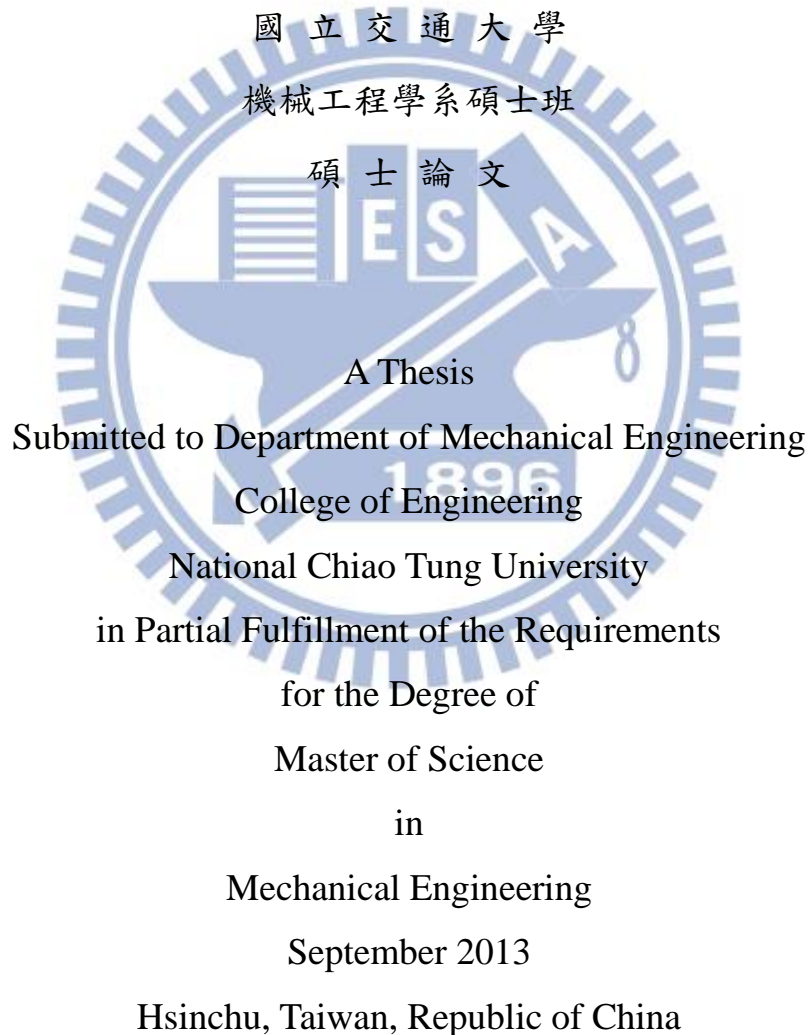 國 立 交 通 大 學
機械工程學系碩士班
碩 士 論 文
E S A
A Thesis
Submitted to Department of Mechanical Engineering
1896
College of Engineering
National Chiao Tung University
in Partial Fulfillment of the Requirements
for the Degree of
Master of Science
in
Mechanical Engineering
September 2013
Hsinchu, Taiwan, Republic of China